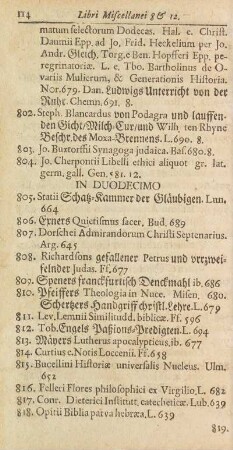 114 Libri Miscellanei 8 & 12.
matum selectorum Dodecas. Hal. e. Christ.
Daumii Epp. ad Jo. Frid. Heckelium per Jo.
Andr. Gleich. Torg. e Ben. Hopfferi Epp. pe-
regrinatoriæ. L. e Tho. Bartholinus de O-
variis Mulierum, & Generationis Historia.
Nor. 679. Dan. Ludwigs Unterricht von der
Ruhr. Chemn. 691. 8.
802. Steph. Blancardus von Podagra und lauffen-
den Gicht/ Milch-Cur/ und Wilh. ten Rhyne
Beschr. des Moxa-Brennens. L. 690. 8.
803. Jo. Buxtorfii Synagoga judaica. Bas. 680. 8.
804. Jo. Cherpontii Libelli ethici aliquot gr. lat.
germ. gall. Gen. 581. 12.
IN DUODECIMO
805. Statii Schatz-Kammer der Gläubigen. Lun.
664
806. Exners Quietismus sacer, Bud. 689
807. Dorschei Admirandorum Christi Septenarius.
Arg. 645
808. Richardsons gefallener Petrus und verzwei-
felnder Judas. Ff. 677
809. Speners franckfurtisch Denckmahl ib. 686
810. Pfeiffers Theologia in Nuce. Misen. 680.
Scherzers Handgriff christl. Lehre. L. 679
811. Lev. Lemnii Similitudd. biblicæ. Ff. 596
812. Tob. Engels Paßions-Predigten. L. 694
813. Mäyers Lutherus apocalypticus, ib. 677
814. Curtius c. Notis Loccenii. Ff. 658
815. Bucellini Historiæ universalis Nucleus. Ulm.
652
816. Felleri Flores philosophici ex Virgilio, L. 682
817. Conr. Dieterici Institutt. catecheticæ. Lub. 639
818. Opitii Biblia parva hebræa, L. 639
819.